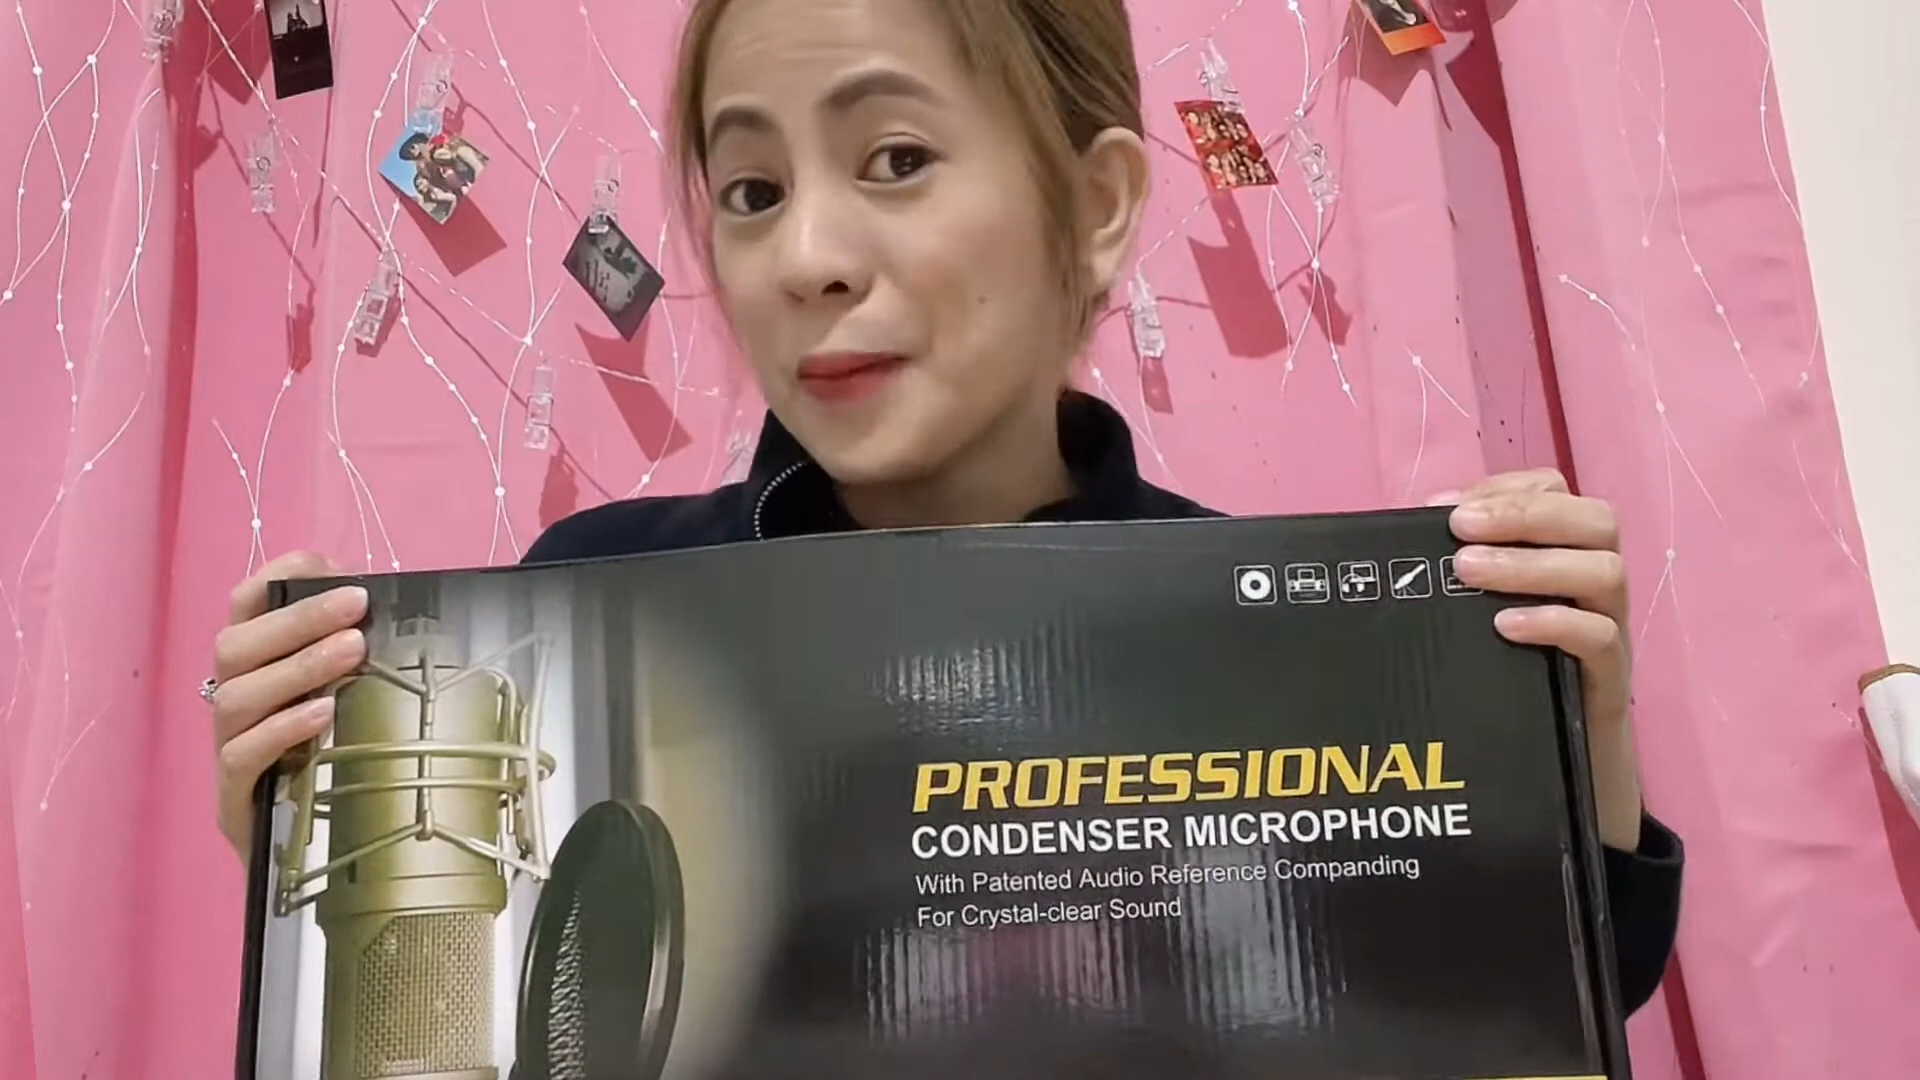 PROFESSIONAL
CONDENSER MICROPHONE
With Patented Audio Reference Companding
For Crystal-clear Sound